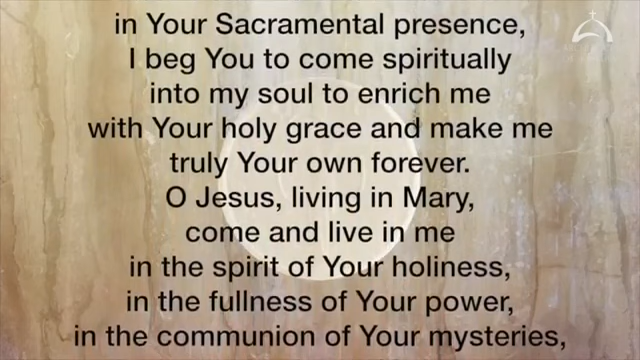 in Your Sacramental presence,
I beg You to come spiritually
into my soul to enrich me
with Your holy grace and make me
truly Your own forever.
O Jesus, living in Mary,
come and live in me
in the spirit of Your holiness,
in the fullness of Your power,
in the communion of Your mysteries,